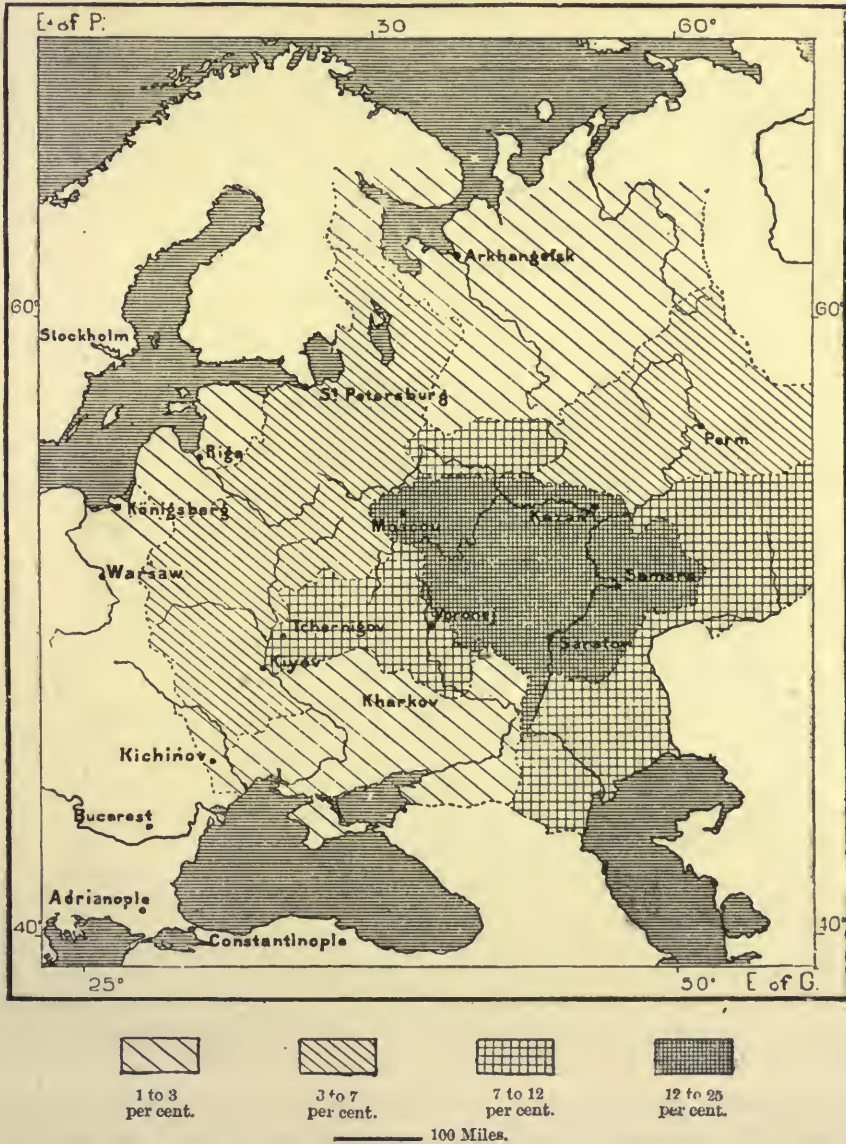 E. of P. 30 60°
Arkhangelsk
60° 60°
Stockholm
St Petersburg
Perm
Riga
Königsberg
Moscou Kazan
Warsaw Samara
Tchernigov Voronej
Saratov
Kiyév
Kharkov
Kichinov
Bucarest
Adrianople
40° 40°
Constantinople
25° 50° E of G.
1 to 3 3 to 7 7 to 12 12 to 25
per cent. per cent. per cent. per cent.
100 Miles.